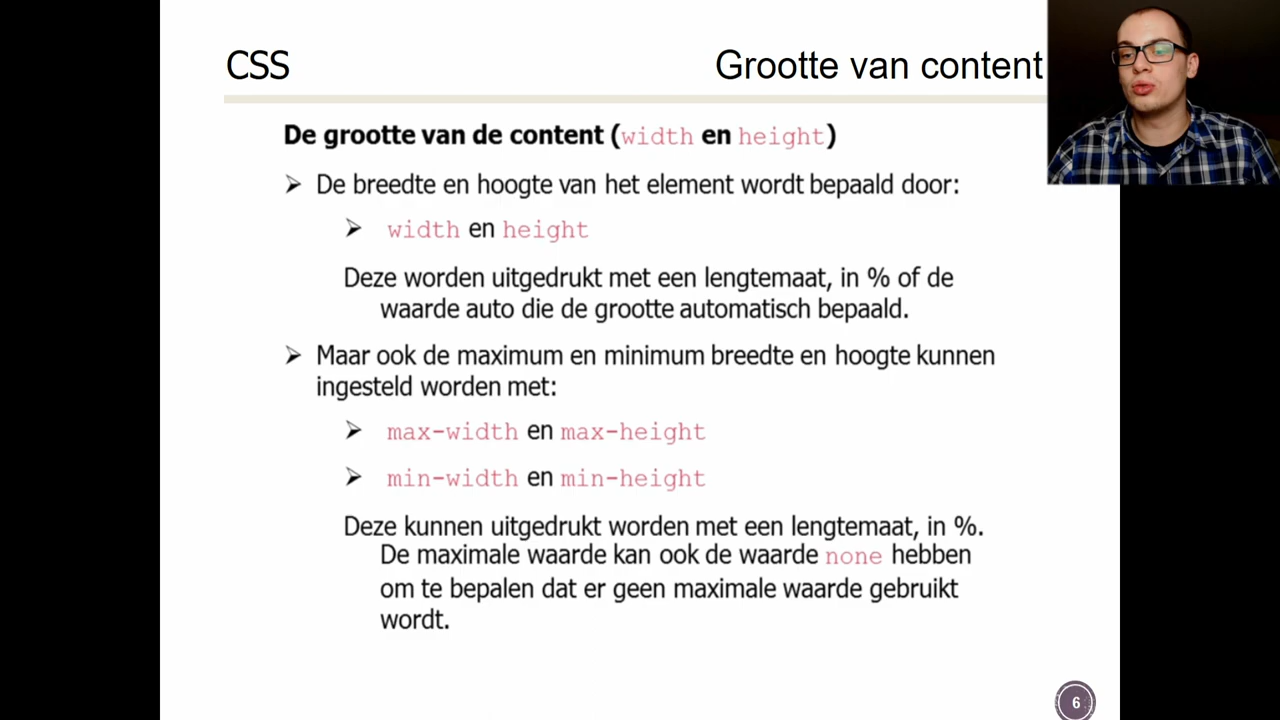 CSS
Grootte van content
De grootte van de content (width en height)
De breedte en hoogte van het element wordt bepaald door:
width en height
Deze worden uitgedrukt met een lengtemaat, in % of de
waarde auto die de grootte automatisch bepaald.
Maar ook de maximum en minimum breedte en hoogte kunnen
ingesteld worden met:
max-width en max-height
min-width en min-height
Deze kunnen uitgedrukt worden met een lengtemaat, in %.
De maximale waarde kan ook de waarde none hebben
om te bepalen dat er geen maximale waarde gebruikt
wordt.
6